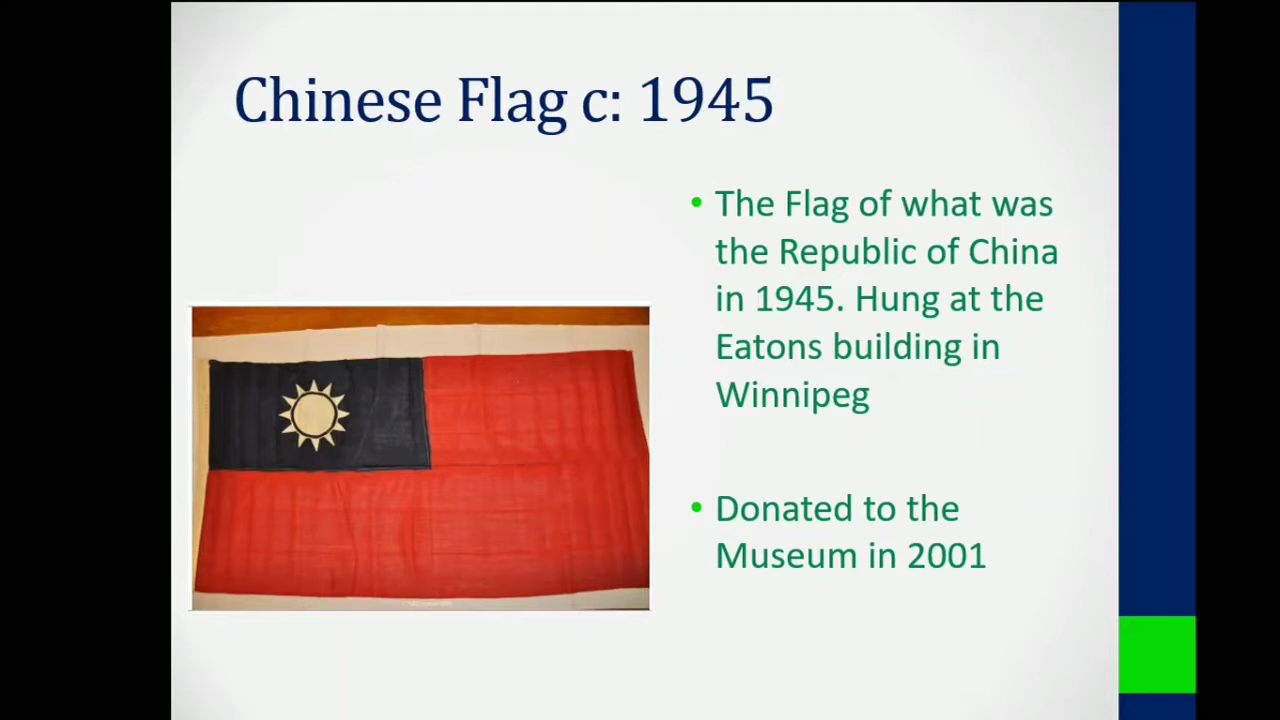 Chinese Flag c: 1945
• The Flag of what was
the Republic of China
in 1945. Hung at the
Eatons building in
Winnipeg
• Donated to the
Museum in 2001